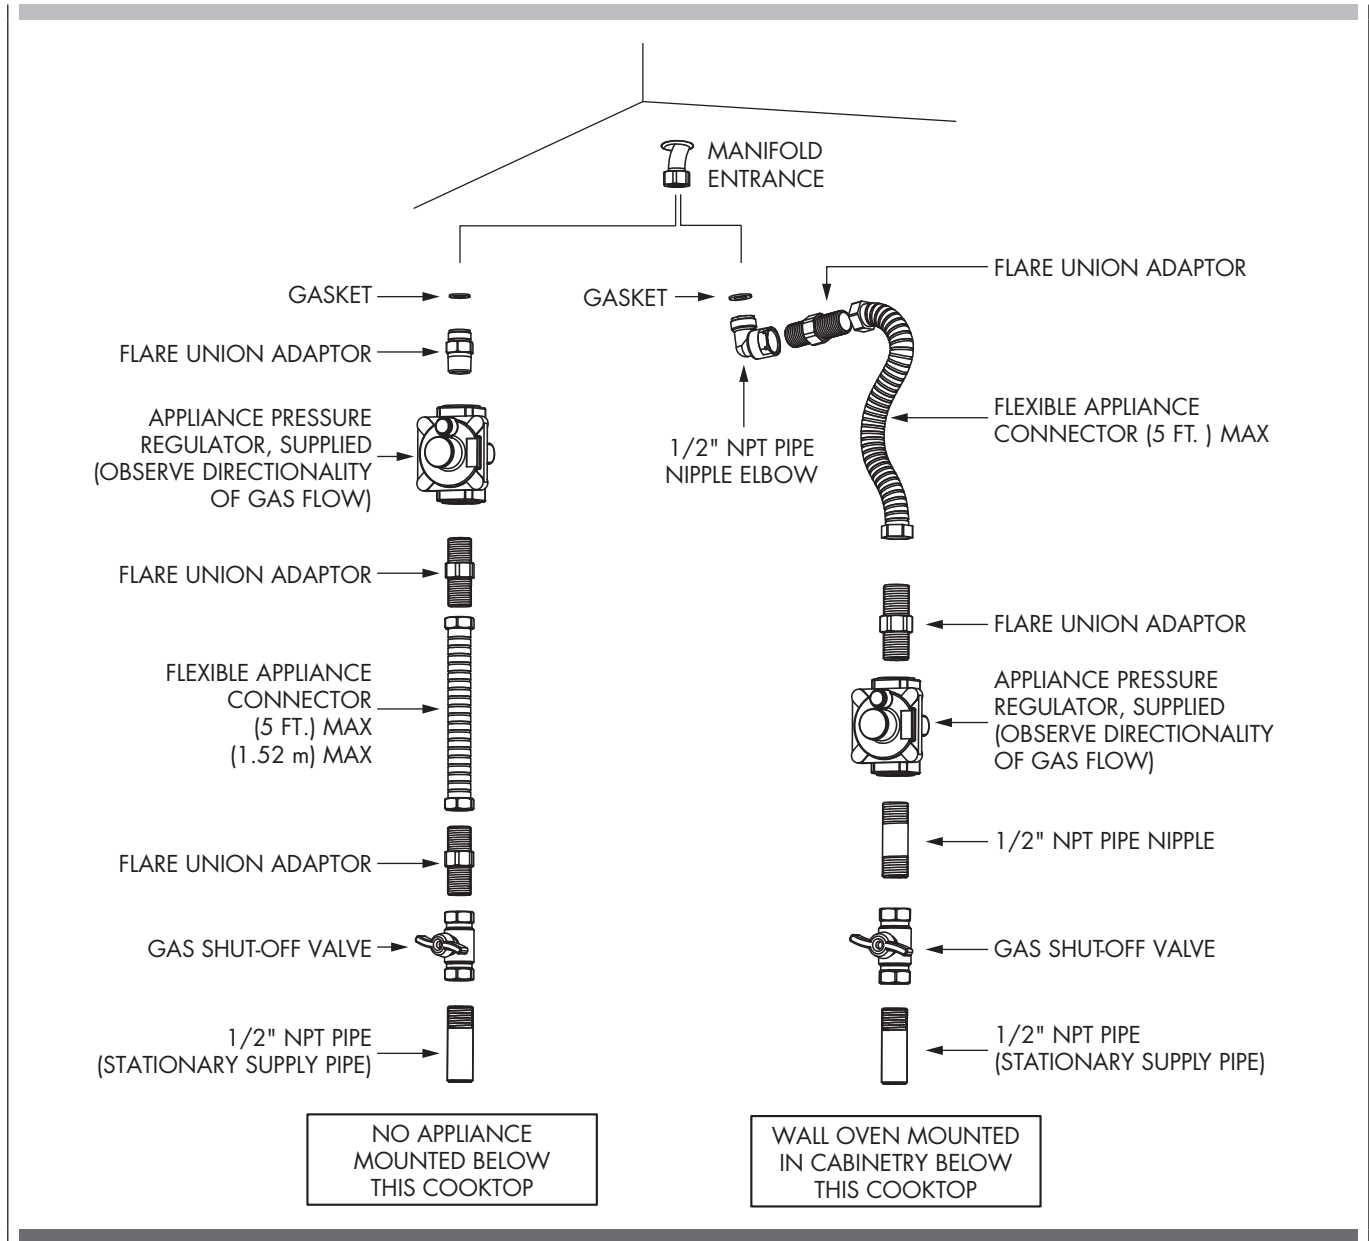 MANIFOLD
ENTRANCE
GASKET
FLARE UNION ADAPTOR
APPLIANCE PRESSURE
REGULATOR, SUPPLIED
(OBSERVE DIRECTIONALITY
OF GAS FLOW)
FLARE UNION ADAPTOR
FLEXIBLE APPLIANCE
CONNECTOR
(5 FT.) MAX
(1.52 m) MAX
FLARE UNION ADAPTOR
GAS SHUT-OFF VALVE
1/2" NPT PIPE
(STATIONARY SUPPLY PIPE)
NO APPLIANCE
MOUNTED BELOW
THIS COOKTOP
GASKET
FLARE UNION ADAPTOR
1/2" NPT PIPE
NIPPLE ELBOW
FLEXIBLE APPLIANCE
CONNECTOR (5 FT. ) MAX
FLARE UNION ADAPTOR
APPLIANCE PRESSURE
REGULATOR, SUPPLIED
(OBSERVE DIRECTIONALITY
OF GAS FLOW)
1/2" NPT PIPE NIPPLE
GAS SHUT-OFF VALVE
1/2" NPT PIPE
(STATIONARY SUPPLY PIPE)
WALL OVEN MOUNTED
IN CABINETRY BELOW
THIS COOKTOP